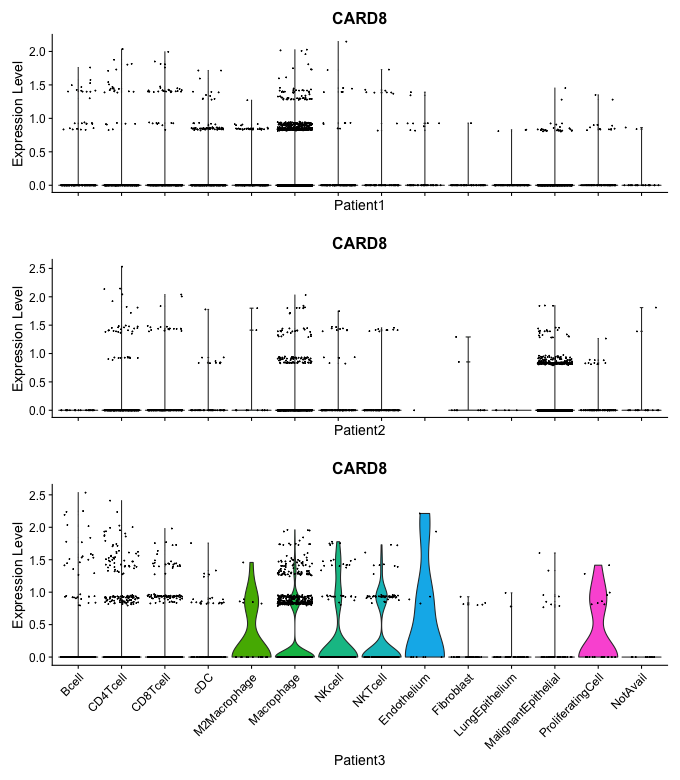 CARD8
Expression Level
2.0
1.5
1.0
0.5
0.0
Patient1
CARD8
Expression Level
2.5
2.0
1.5
1.0
0.5
0.0
Patient2
CARD8
Expression Level
2.5
2.0
1.5
1.0
0.5
0.0
Bcell
CD4Tcell
CD8Tcell
cDC
M2Macrophage
Macrophage
NKcell
NKTcell
Endothelium
Fibroblast
LungEpithelium
MalignantEpithelial
ProliferatingCell
NotAvail
Patient3